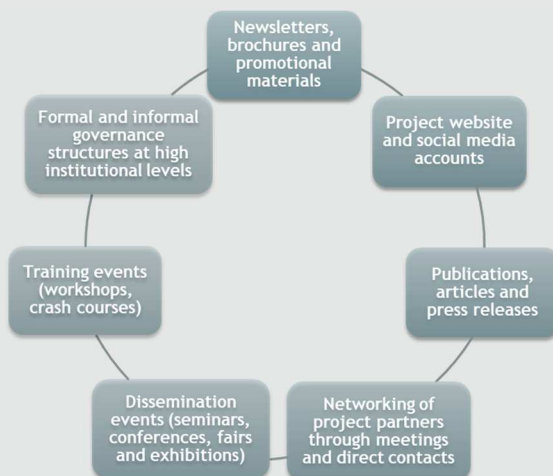 Newsletters,
brochures and
promotional
materials
Project website
and social media
accounts
Publications,
articles and
press releases
Networking of
project partners
through meetings
and direct contacts
Dissemination
events (seminars,
conferences, fairs
and exhibitions)
Training events
(workshops,
crash courses)
Formal and informal
governance
structures at high
institutional levels